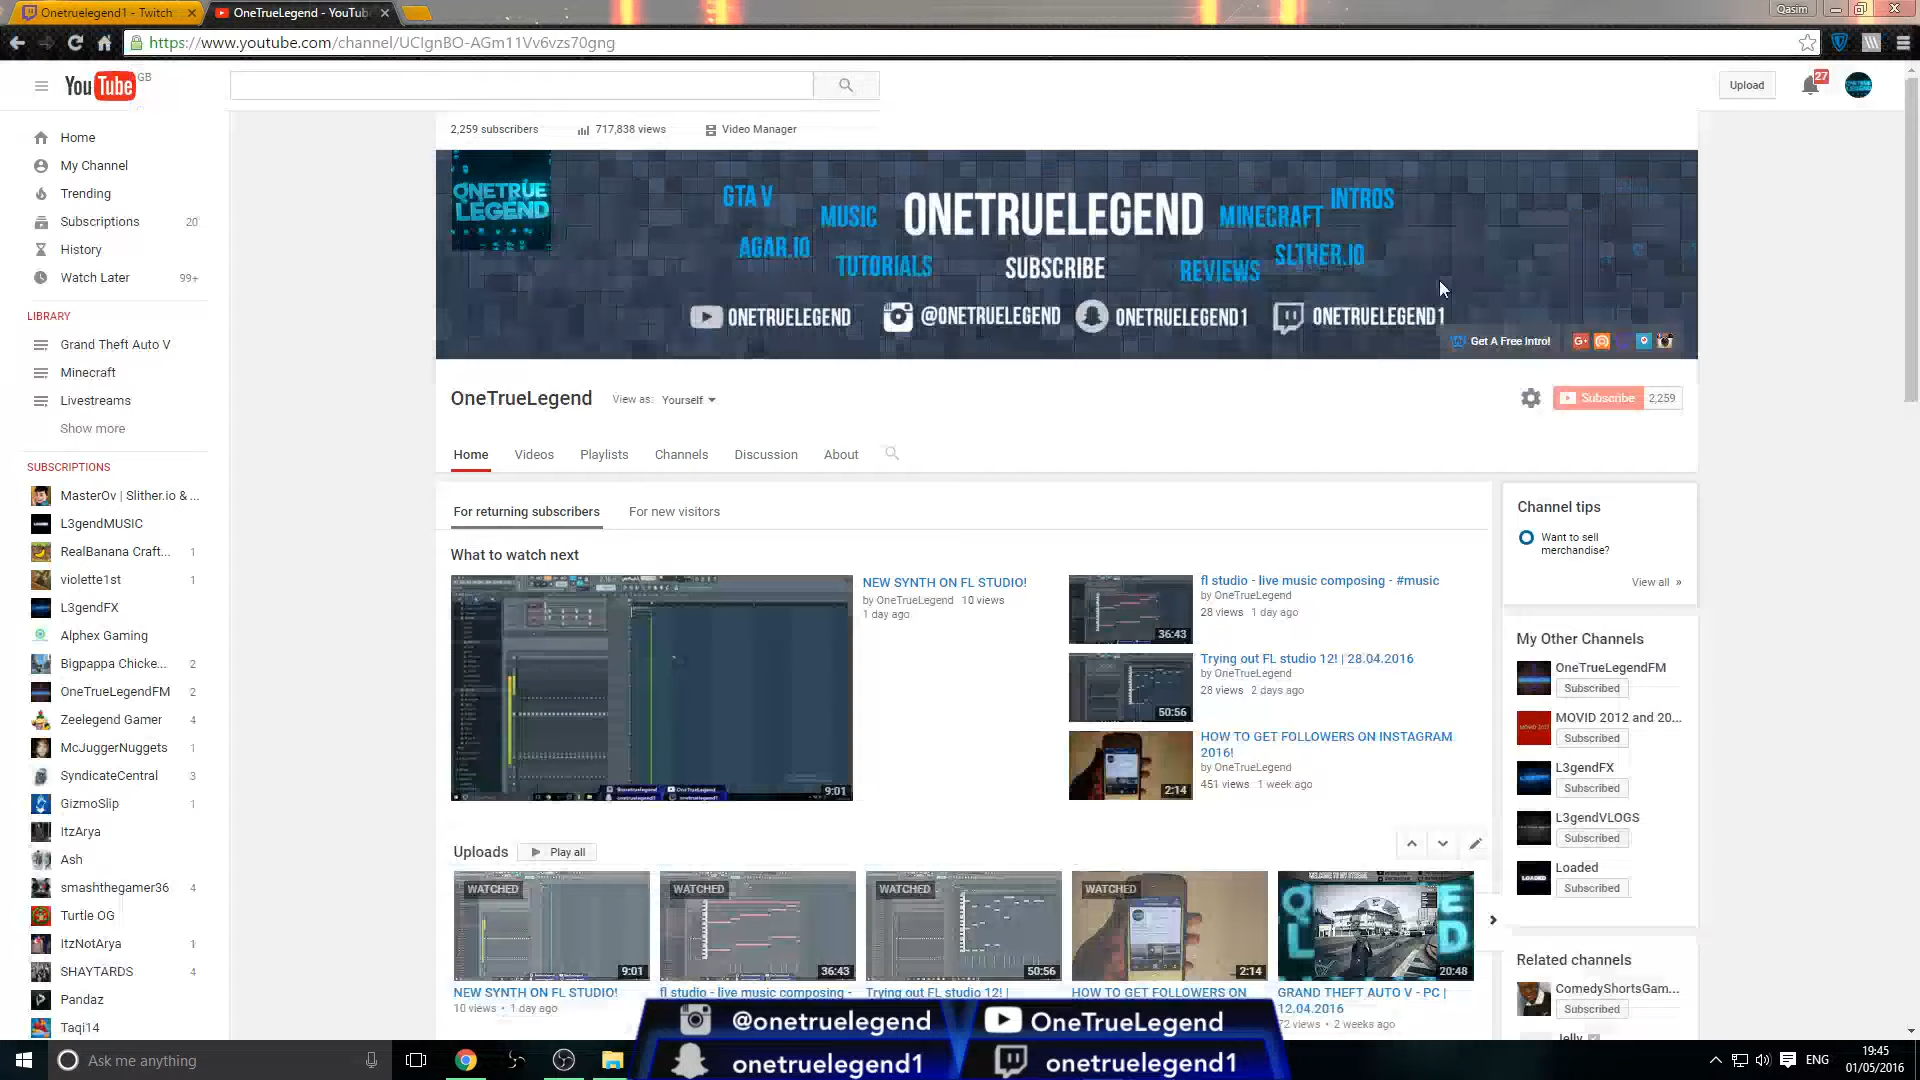 Onetruelegend1 - Twitch
OneTrueLegend - YouTub
Qasim
https://www.youtube.com/channel/UCIgnBO-AGm11Vv6vzs70gng
YouTube GB
Upload
27
2,259 subscribers
717,838 views
Video Manager
Home
My Channel
Trending
Subscriptions 20
History
Watch Later 99+
LIBRARY
Grand Theft Auto V
Minecraft
Livestreams
Show more
SUBSCRIPTIONS
MasterOv | Slither.io & ...
L3gendMUSIC
RealBanana Craft... 1
violette1st 1
L3gendFX
Alphex Gaming
Bigpappa Chicke... 2
OneTrueLegendFM 2
Zeelegend Gamer 4
McJuggerNuggets 1
SyndicateCentral 3
GizmoSlip 1
ItzArya
Ash
smashthegamer36 4
Turtle OG
ItzNotArya 1
SHAYTARDS 4
Pandaz
Taqi14
ONETRUE
LEGEND
GTA V
MUSIC
AGAR.IO
TUTORIALS
ONETRUELEGEND
SUBSCRIBE
MINECRAFT
INTROS
SLTHER.IO
REVIEWS
ONETRUELEGEND
@ONETRUELEGEND
ONETRUELEGEND1
ONETRUELEGEND1
Get A Free Intro!
OneTrueLegend
View as: Yourself
Subscribe 2,259
Home
Videos
Playlists
Channels
Discussion
About
For returning subscribers
For new visitors
What to watch next
9:01
NEW SYNTH ON FL STUDIO!
by OneTrueLegend 10 views
1 day ago
36:43
fl studio - live music composing - #music
by OneTrueLegend
28 views 1 day ago
50:56
Trying out FL studio 12! | 28.04.2016
by OneTrueLegend
28 views 2 days ago
2:14
HOW TO GET FOLLOWERS ON INSTAGRAM
2016!
by OneTrueLegend
451 views 1 week ago
Uploads
Play all
WATCHED
9:01
NEW SYNTH ON FL STUDIO!
10 views • 1 day ago
WATCHED
36:43
fl studio - live music composing -
WATCHED
50:56
Trying out FL studio 12! |
WATCHED
2:14
HOW TO GET FOLLOWERS ON
20:48
GRAND THEFT AUTO V - PC |
12.04.2016
72 views • 2 weeks ago
Channel tips
Want to sell
merchandise?
View all »
My Other Channels
OneTrueLegendFM
Subscribed
MOVID 2012 and 20...
Subscribed
L3gendFX
Subscribed
L3gendVLOGS
Subscribed
Loaded
Subscribed
Related channels
ComedyShortsGam...
Subscribed
Jelly
@onetruelegend
OneTrueLegend
onetruelegend1
onetruelegend1
Ask me anything
ENG
19:45
01/05/2016